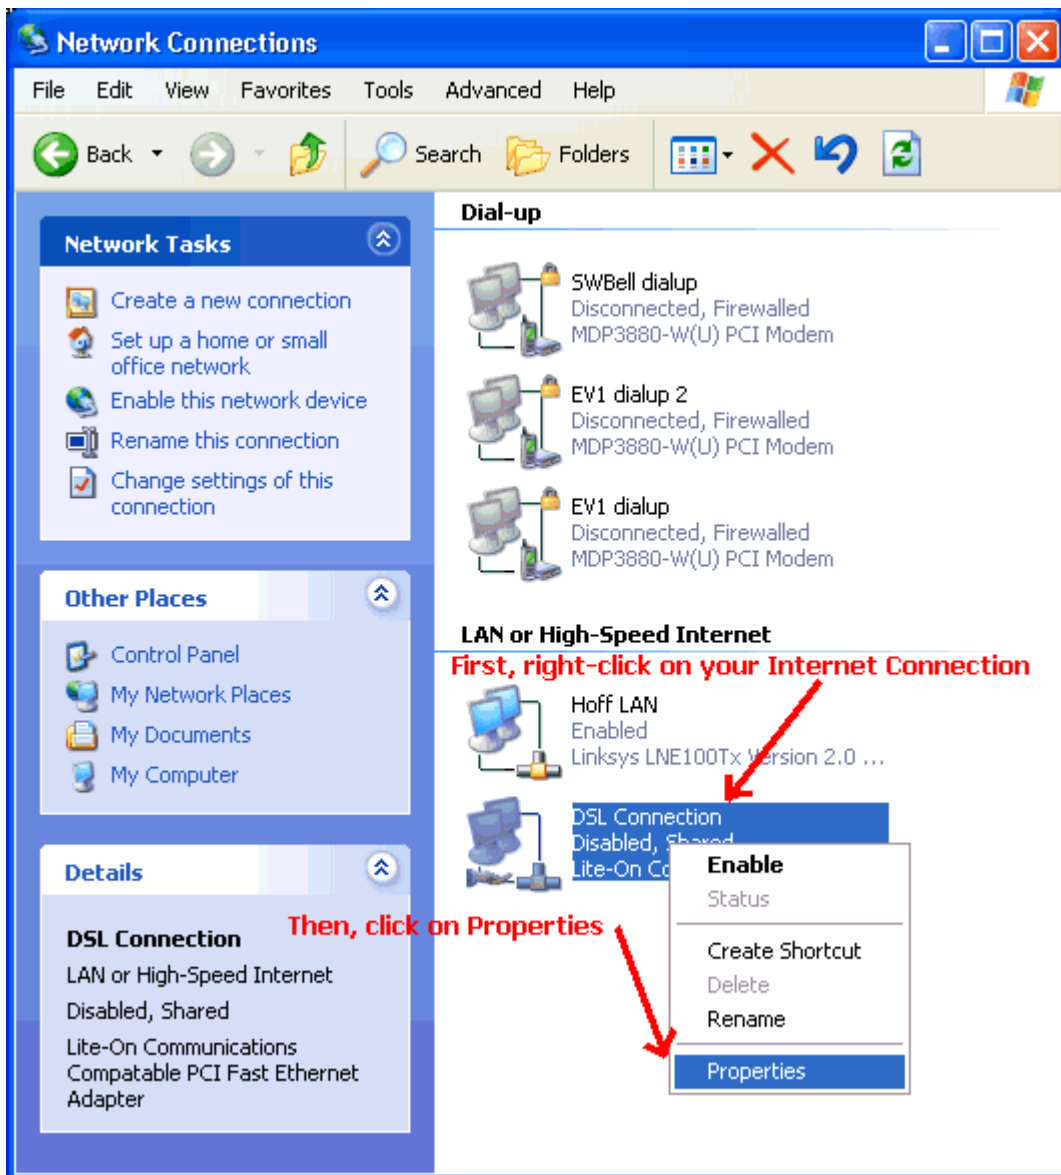 Network Connections
File Edit View Favorites Tools Advanced Help
Back Search Folders
Network Tasks
Create a new connection
Set up a home or small
office network
Enable this network device
Rename this connection
Change settings of this
connection
Other Places
Control Panel
My Network Places
My Documents
My Computer
Details
DSL Connection
LAN or High-Speed Internet
Disabled, Shared
Lite-On Communications
Compatable PCI Fast Ethernet
Adapter
Dial-up
SWBell dialup
Disconnected, Firewalled
MDP3880-W(U) PCI Modem
EV1 dialup 2
Disconnected, Firewalled
MDP3880-W(U) PCI Modem
EV1 dialup
Disconnected, Firewalled
MDP3880-W(U) PCI Modem
LAN or High-Speed Internet
First, right-click on your Internet Connection
Hoff LAN
Enabled
Linksys LNE100Tx Version 2.0 ...
DSL Connection
Disabled, Shared
Lite-On Co
Then, click on Properties
Enable
Status
Create Shortcut
Delete
Rename
Properties